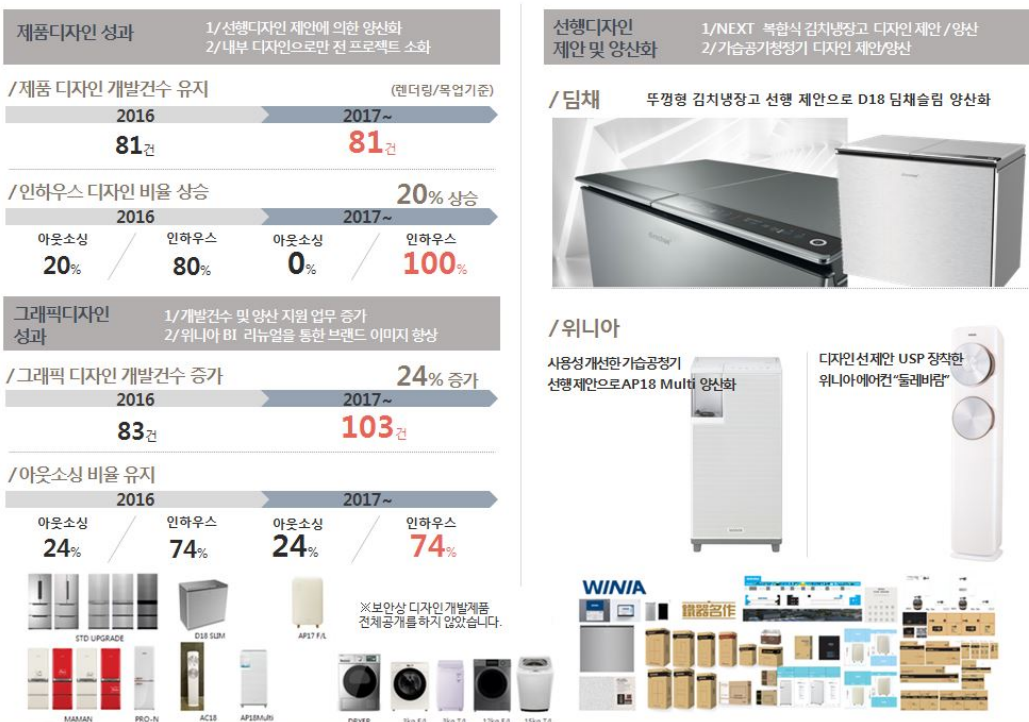 제품디자인 성과
1/선행디자인 제안에 의한 양산화
2/내부 디자인으로만 전 프로젝트 소화
/제품 디자인 개발건수 유지
(렌더링/목업기준)
2016
2017~
81건
81건
/인하우스 디자인 비율 상승
20% 상승
2016
2017~
아웃소싱
인하우스
아웃소싱
인하우스
20%
80%
0%
100%
그래픽디자인
성과
1/개발건수 및 양산 지원 업무 증가
2/위니아 BI 리뉴얼을 통한 브랜드 이미지 향상
/그래픽 디자인 개발건수 증가
24% 증가
2016
2017~
83건
103건
/아웃소싱 비율 유지
2016
2017~
아웃소싱
인하우스
아웃소싱
인하우스
24%
74%
24%
74%
STD UPGRADE
D18 SLIM
AP17 F/L
※보안상 디자인개발제품
전체공개를 하지 않았습니다.
MAMAN
PRO-N
AC18
AP18Multi
DRYER
선행디자인
제안 및 양산화
1/NEXT 복합식 김치냉장고 디자인 제안 /양산
2/가습공기청정기 디자인 제안/양산
/딤채
뚜껑형 김치냉장고 선행 제안으로 D18 딤채슬림 양산화
/위니아
사용성개선한가습공청기
선행제안으로AP18 Multi 양산화
디자인선제안 USP 장착한
위니아에어컨"둘레바람"
WINIA
鐵器名作